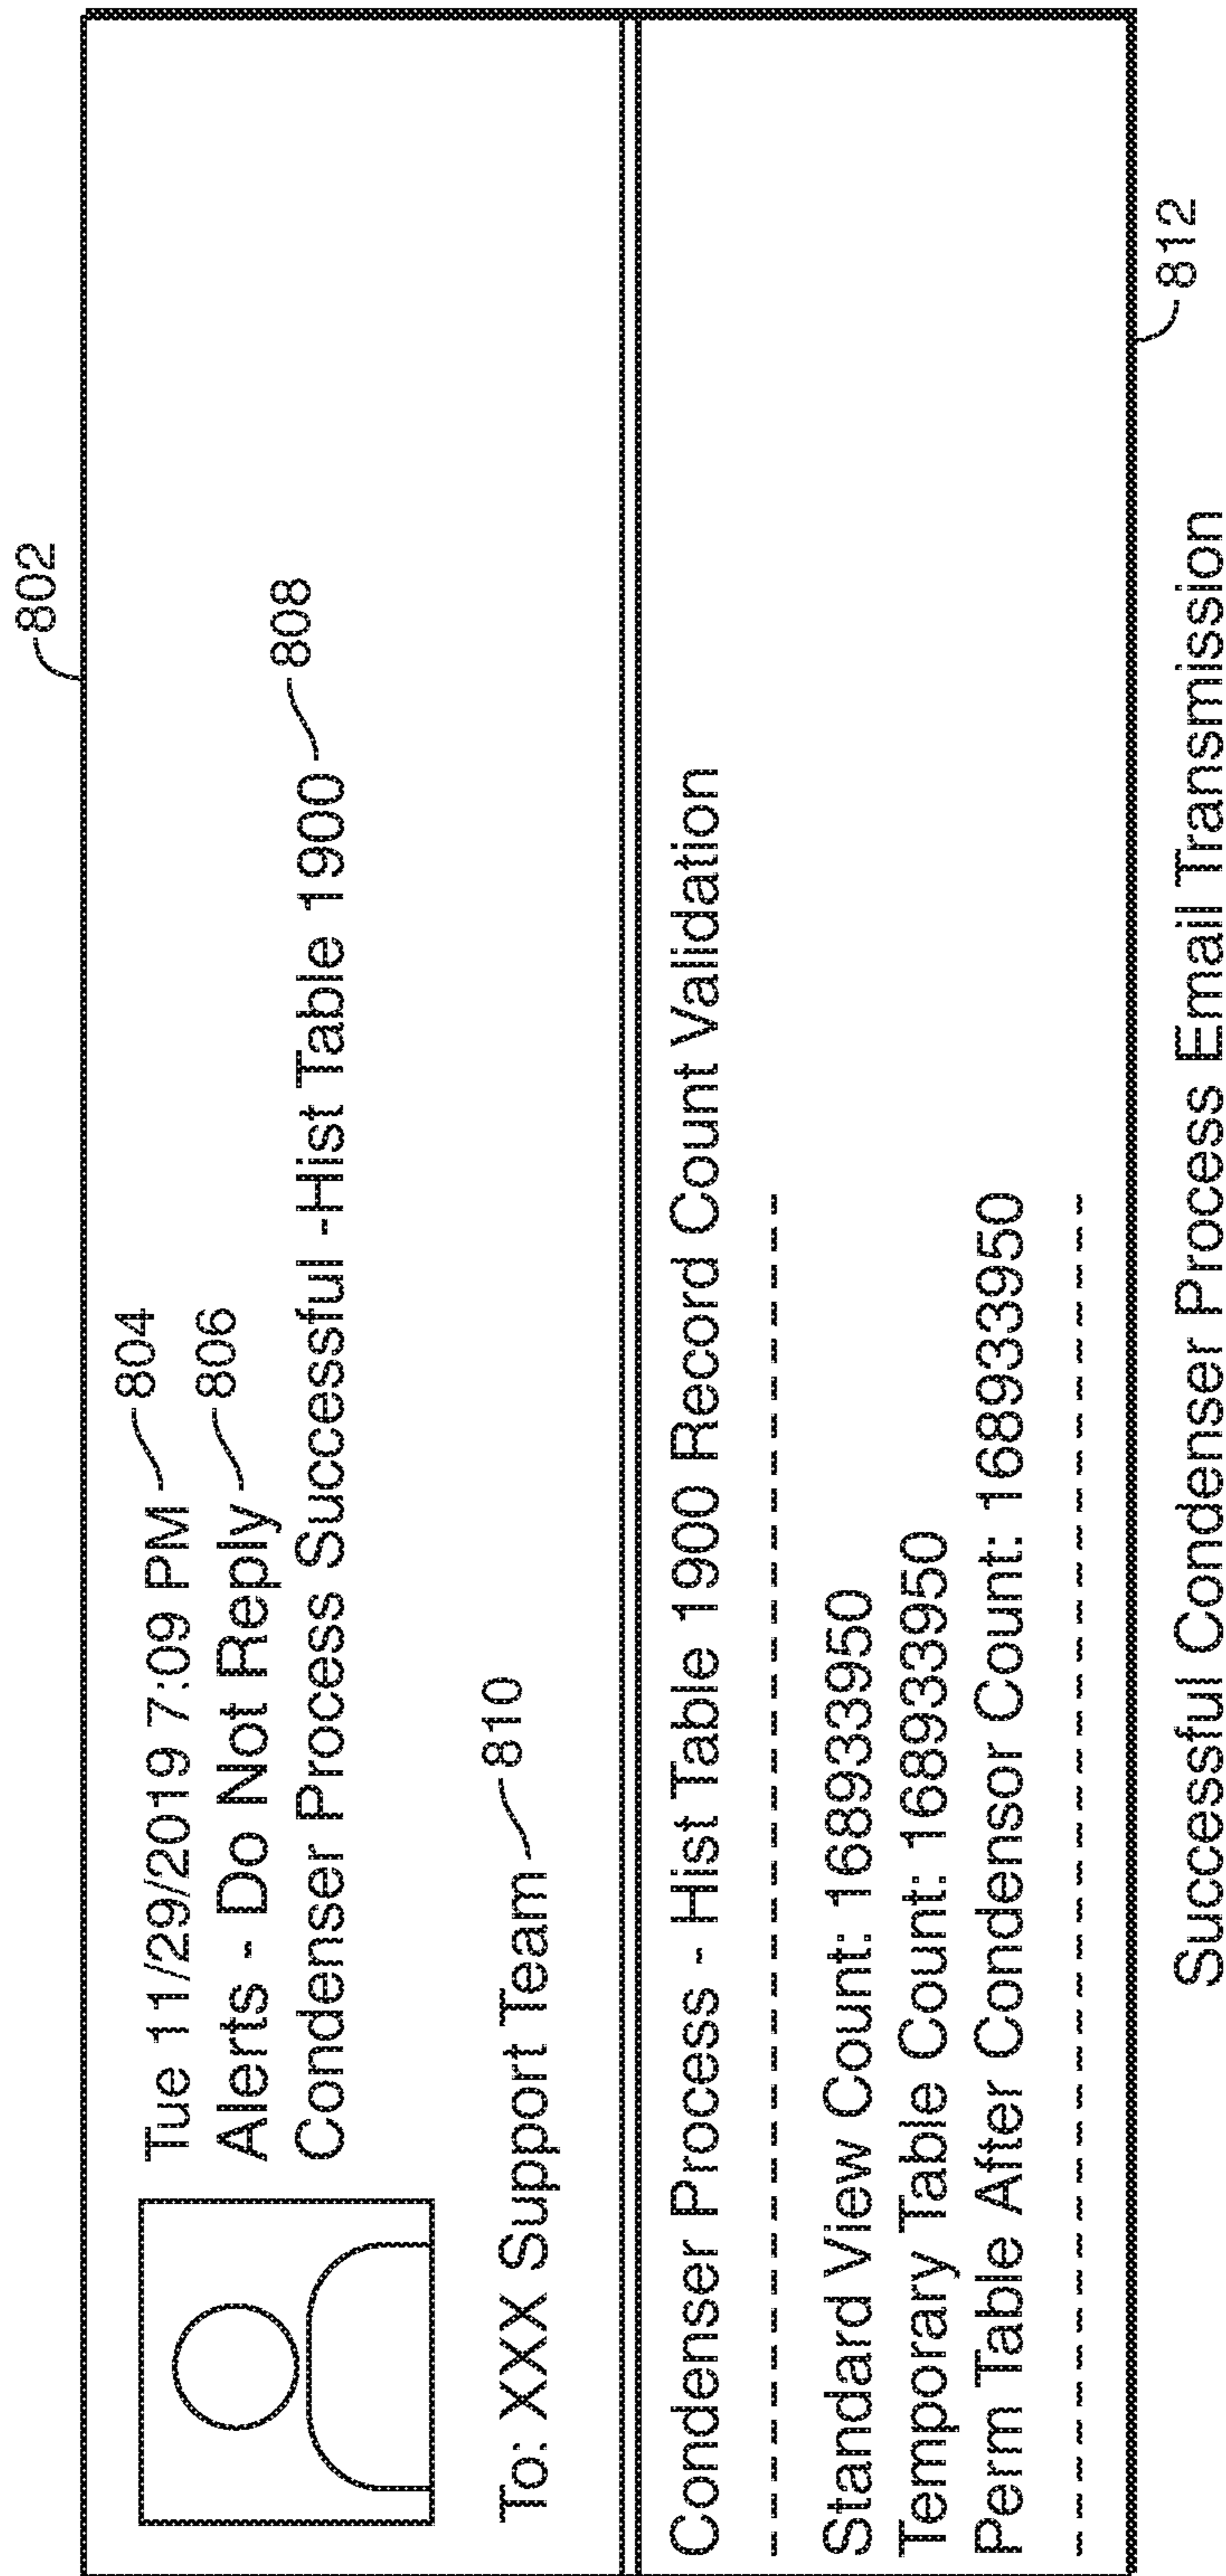 802
Tue 11/29/2019 7:09 PM 804
Alerts - Do Not Reply 806
Condenser Process Successful -Hist Table 1900 808
To: XXX Support Team 810
Condenser Process - Hist Table 1900 Record Count Validation
Standard View Count: 1689339​50
Temporary Table Count: 168933950
Perm Table After Condensor Count: 168933950
812
Successful Condenser Process Email Transmission